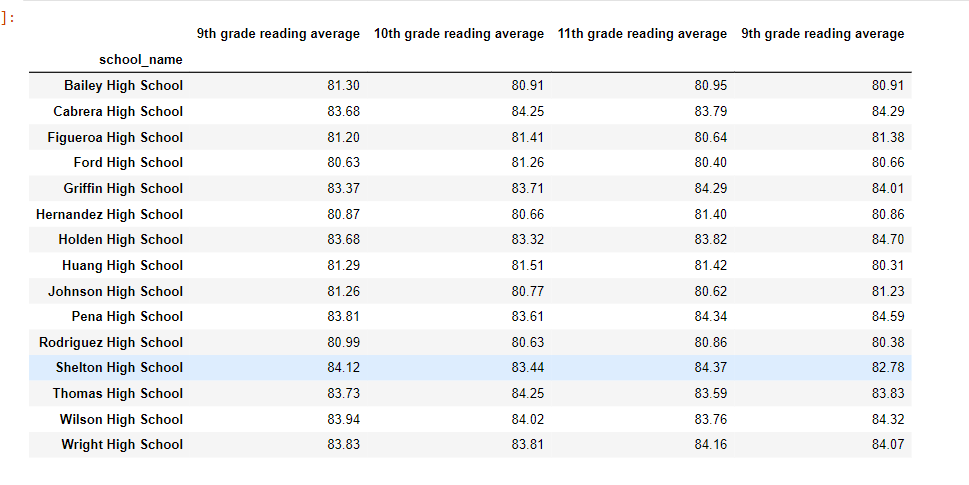 ]:
9th grade reading average 10th grade reading average 11th grade reading average 9th grade reading average
school_name
Bailey High School 81.30 80.91 80.95 80.91
Cabrera High School 83.68 84.25 83.79 84.29
Figueroa High School 81.20 81.41 80.64 81.38
Ford High School 80.63 81.26 80.40 80.66
Griffin High School 83.37 83.71 84.29 84.01
Hernandez High School 80.87 80.66 81.40 80.86
Holden High School 83.68 83.32 83.82 84.70
Huang High School 81.29 81.51 81.42 80.31
Johnson High School 81.26 80.77 80.62 81.23
Pena High School 83.81 83.61 84.34 84.59
Rodriguez High School 80.99 80.63 80.86 80.38
Shelton High School 84.12 83.44 84.37 82.78
Thomas High School 83.73 84.25 83.59 83.83
Wilson High School 83.94 84.02 83.76 84.32
Wright High School 83.83 83.81 84.16 84.07